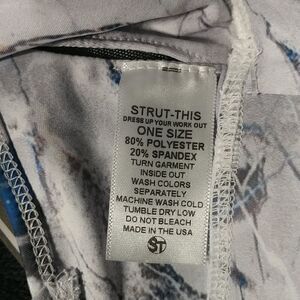 STRUT-THIS
DRESS UP YOUR WORK OUT
ONE SIZE
80% POLYESTER
20% SPANDEX
TURN GARMENT
INSIDE OUT
WASH COLORS
SEPARATELY
MACHINE WASH COLD
TUMBLE DRY LOW
DO NOT BLEACH
MADE IN THE USA
ST